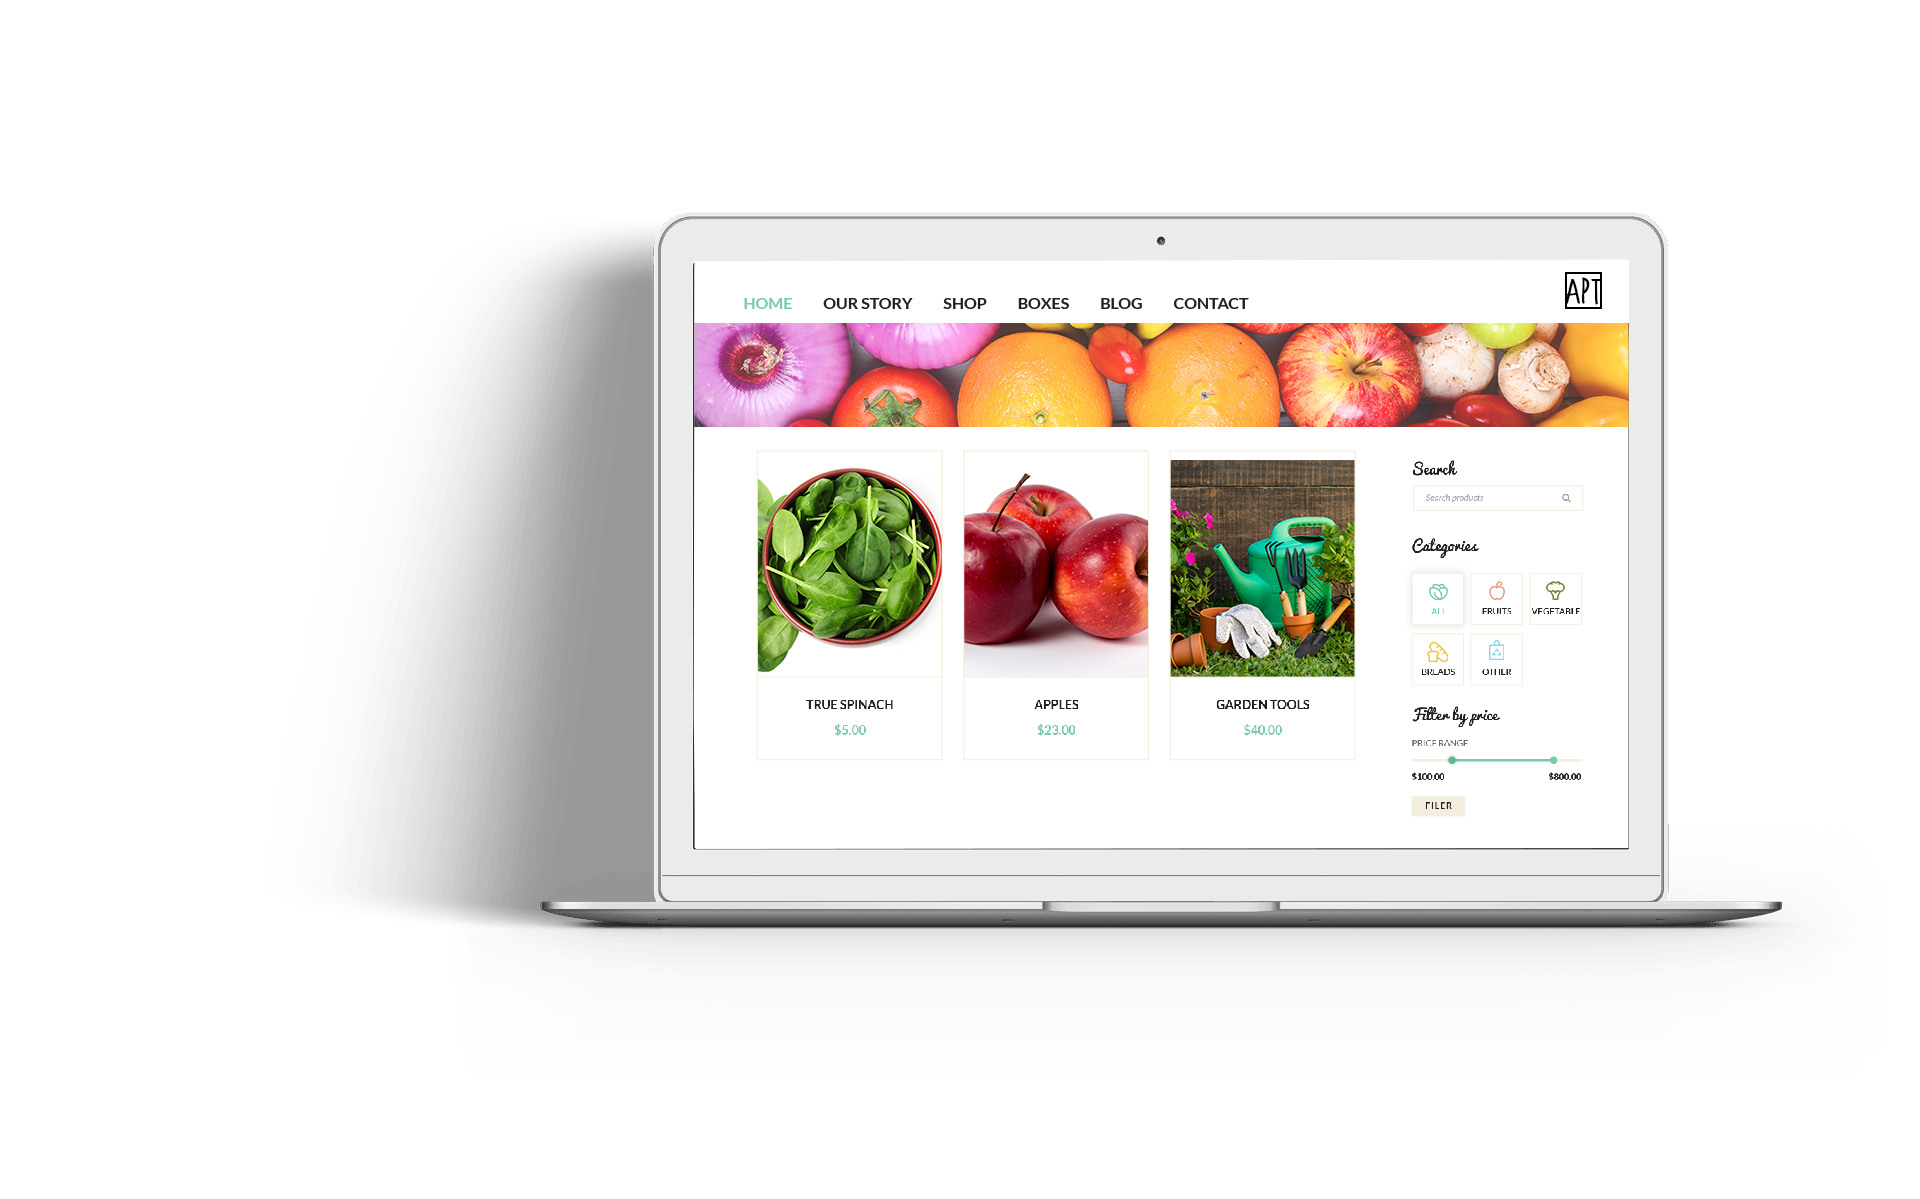 HOME OUR STORY SHOP BOXES BLOG CONTACT
APT
TRUE SPINACH
$5.00
APPLES
$23.00
GARDEN TOOLS
$40.00
Search
Search products
Categories
ALL
FRUITS
VEGETABLE
BREADS
OTHER
Filter by price
PRICE RANGE
$100.00 $800.00
FILER